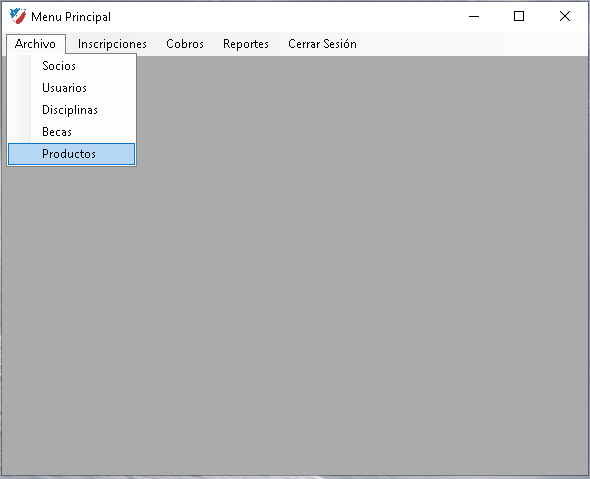 Menu Principal
Archivo Inscripciones Cobros Reportes Cerrar Sesión
Socios
Usuarios
Disciplinas
Becas
Productos